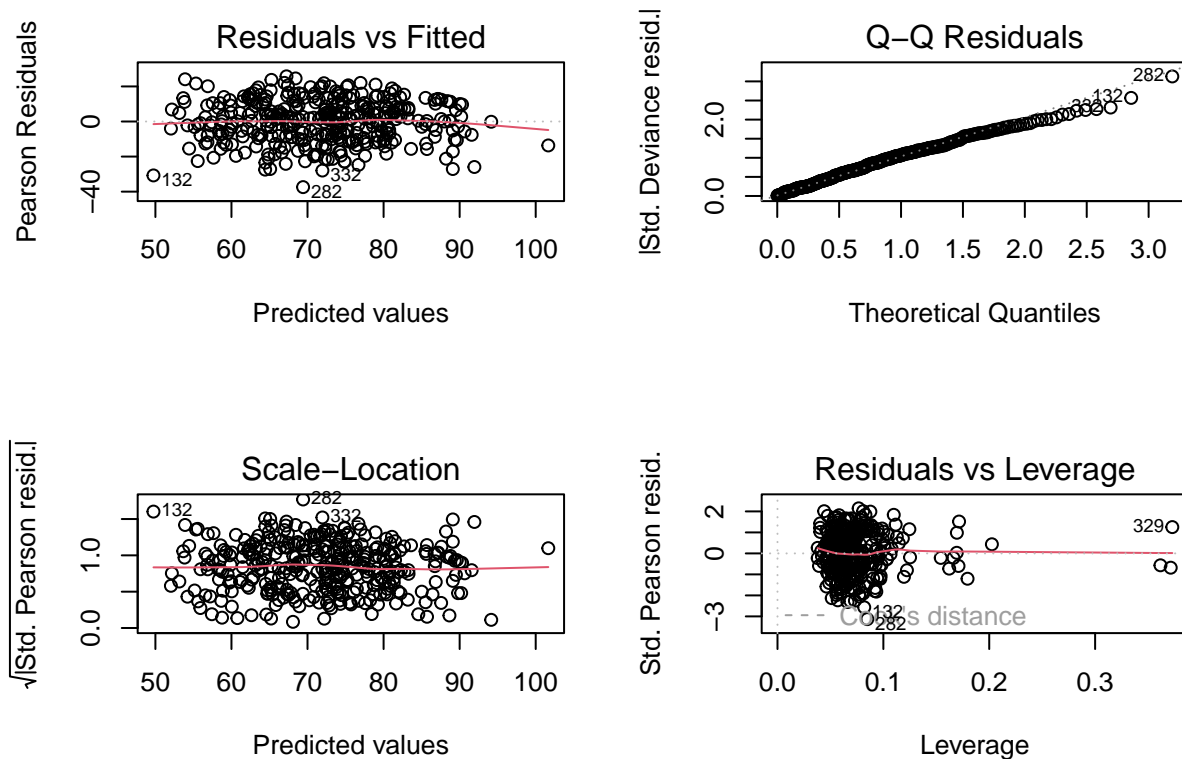 Residuals vs Fitted
Pearson Residuals
0
−40
132
332
282
50 60 70 80 90 100
Predicted values
Q−Q Residuals
|Std. Deviance resid.|
2.0
0.0
282
132
332
0.0 0.5 1.0 1.5 2.0 2.5 3.0
Theoretical Quantiles
Scale−Location
√|Std. Pearson resid.|
1.0
0.0
282
132
332
50 60 70 80 90 100
Predicted values
Residuals vs Leverage
Std. Pearson resid.
2
0
−3
329
132
Cook's distance
282
0.0 0.1 0.2 0.3
Leverage